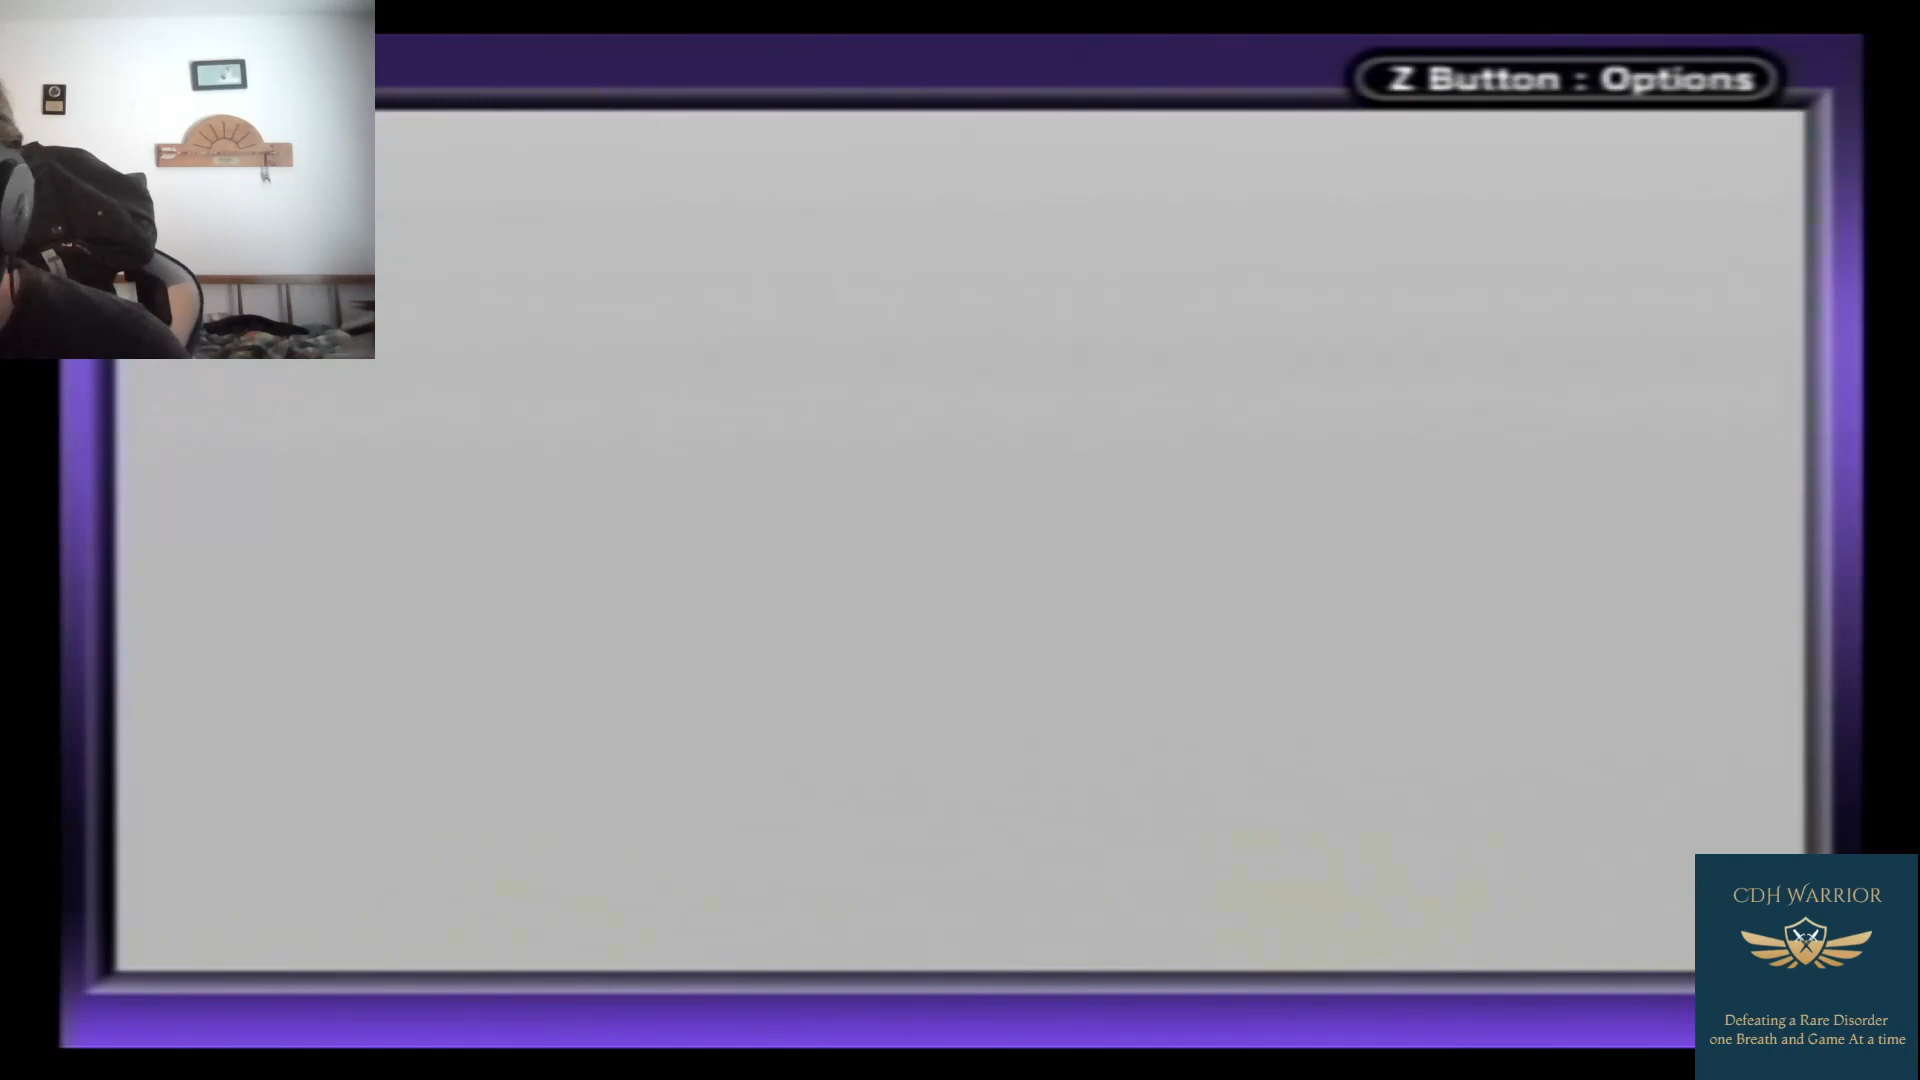 Z Button : Options
CDH Warrior
Defeating a Rare Disorder
one Breath and Game At a time